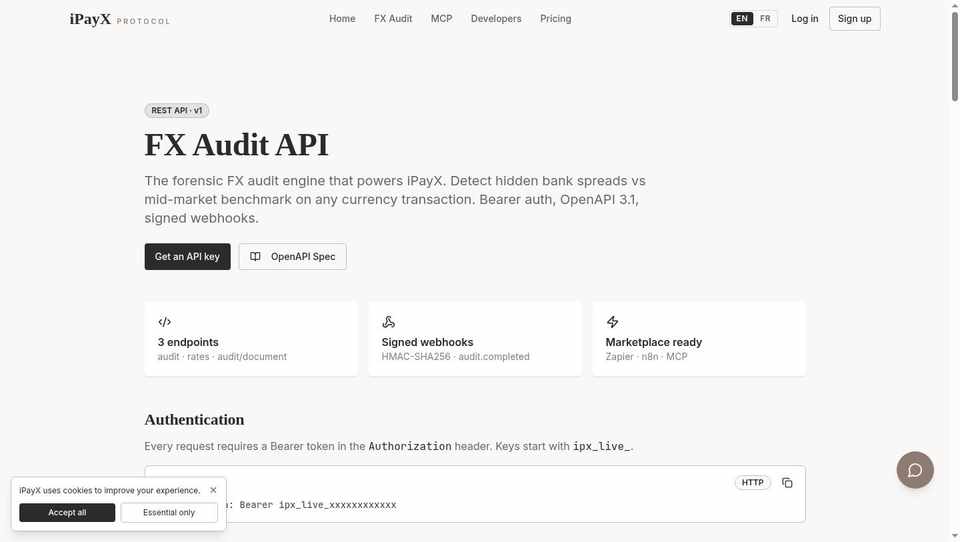 iPayX PROTOCOL
Home
FX Audit
MCP
Developers
Pricing
EN
FR
Log in
Sign up
REST API · v1
FX Audit API
The forensic FX audit engine that powers iPayX. Detect hidden bank spreads vs
mid-market benchmark on any currency transaction. Bearer auth, OpenAPI 3.1,
signed webhooks.
Get an API key
OpenAPI Spec
3 endpoints
audit · rates · audit/document
Signed webhooks
HMAC-SHA256 · audit.completed
Marketplace ready
Zapier · n8n · MCP
Authentication
Every request requires a Bearer token in the Authorization header. Keys start with ipx_live_.
HTTP
: Bearer ipx_live_xxxxxxxxxxxx
iPayX uses cookies to improve your experience.
Accept all
Essential only